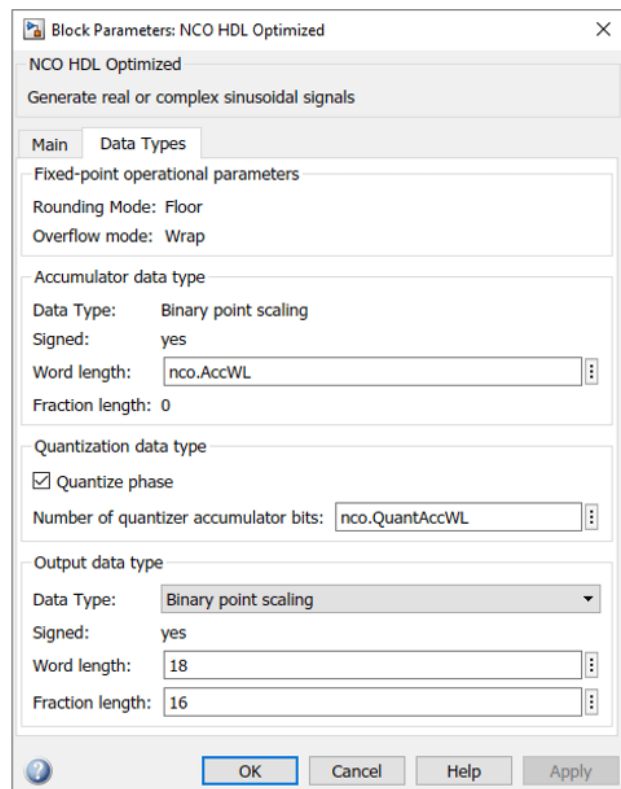 Block Parameters: NCO HDL Optimized
NCO HDL Optimized
Generate real or complex sinusoidal signals
Main Data Types
Fixed-point operational parameters
Rounding Mode: Floor
Overflow mode: Wrap
Accumulator data type
Data Type: Binary point scaling
Signed: yes
Word length: nco.AccWL
Fraction length: 0
Quantization data type
Quantize phase
Number of quantizer accumulator bits: nco.QuantAccWL
Output data type
Data Type: Binary point scaling
Signed: yes
Word length: 18
Fraction length: 16
? OK Cancel Help Apply